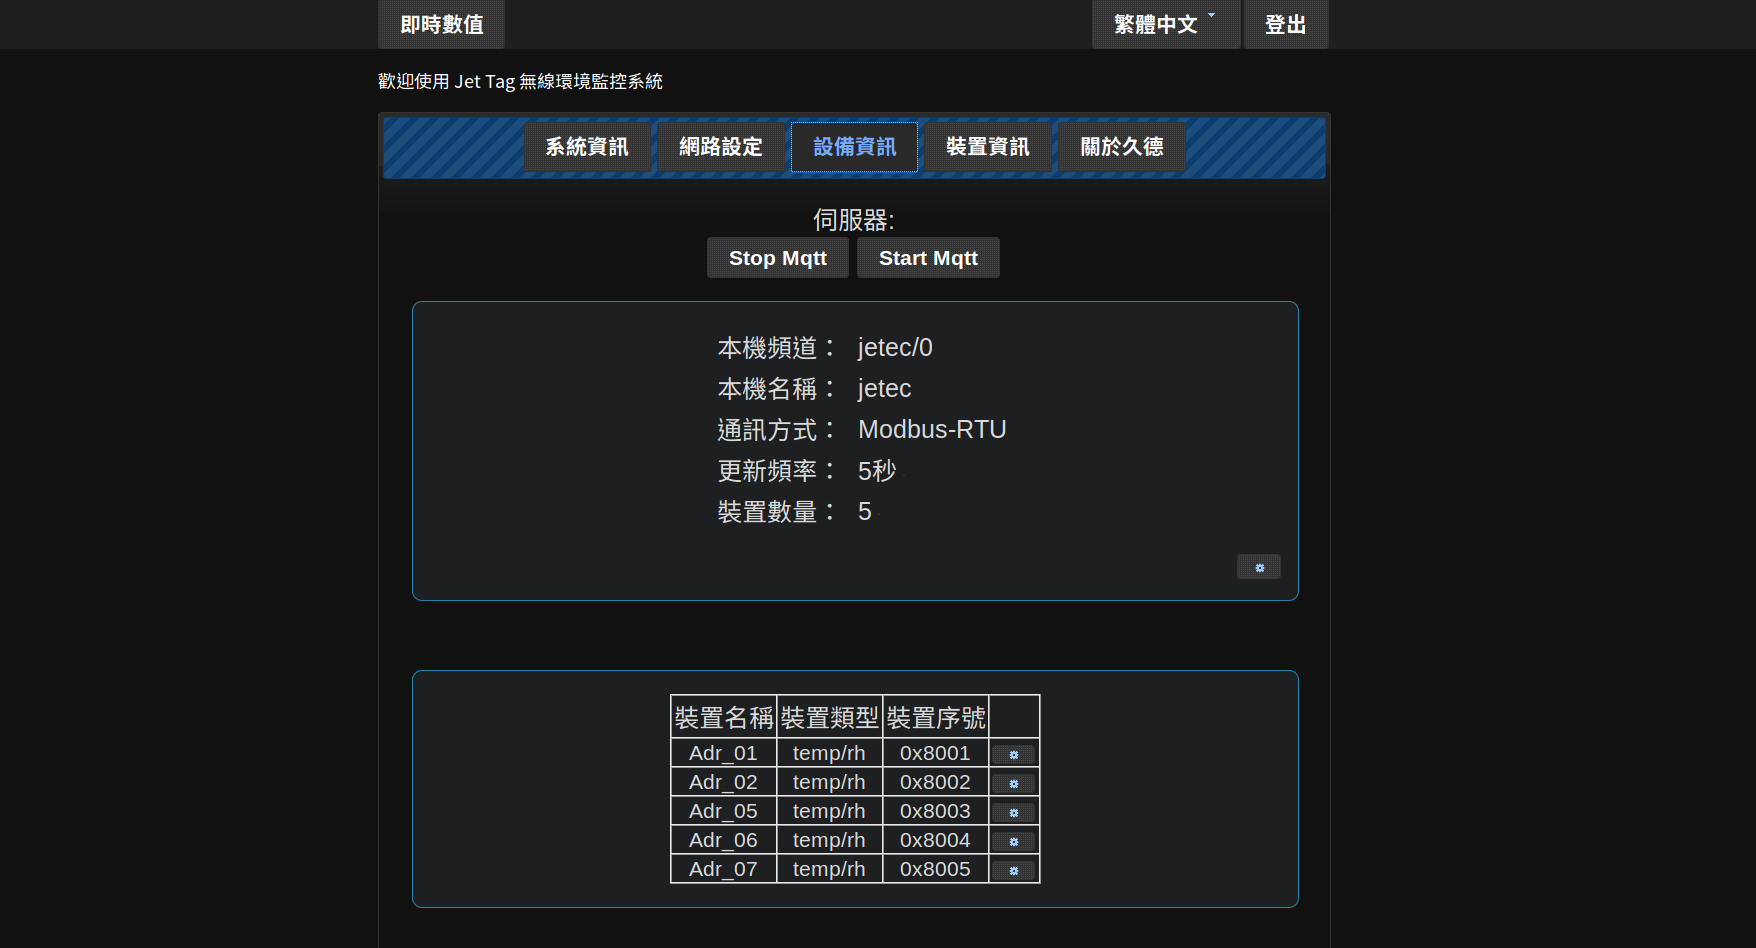 即時數值 繁體中文 登出
歡迎使用 Jet Tag 無線環境監控系統
系統資訊 網路設定 設備資訊 裝置資訊 關於久德
伺服器:
Stop Mqtt Start Mqtt
本機頻道： jetec/0
本機名稱： jetec
通訊方式： Modbus-RTU
更新頻率： 5秒
裝置數量： 5
裝置名稱 裝置類型 裝置序號
Adr_01 temp/rh 0x8001
Adr_02 temp/rh 0x8002
Adr_05 temp/rh 0x8003
Adr_06 temp/rh 0x8004
Adr_07 temp/rh 0x8005